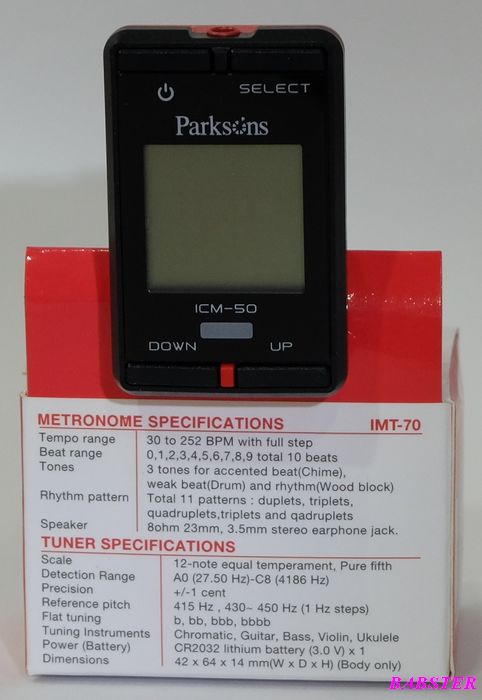 SELECT
Parksons
ICM-50
DOWN UP
METRONOME SPECIFICATIONS IMT-70
Tempo range 30 to 252 BPM with full step
Beat range 0,1,2,3,4,5,6,7,8,9 total 10 beats
Tones 3 tones for accented beat(Chime),
weak beat(Drum) and rhythm(Wood block)
Rhythm pattern Total 11 patterns : duplets, triplets,
quadruplets,triplets and qadruplets
Speaker 8ohm 23mm, 3.5mm stereo earphone jack.
TUNER SPECIFICATIONS
Scale 12-note equal temperament, Pure fifth
Detection Range A0 (27.50 Hz)-C8 (4186 Hz)
Precision +/-1 cent
Reference pitch 415 Hz , 430~ 450 Hz (1 Hz steps)
Flat tuning b, bb, bbb, bbbb
Tuning Instruments Chromatic, Guitar, Bass, Violin, Ukulele
Power (Battery) CR2032 lithium battery (3.0 V) x 1
Dimensions 42 x 64 x 14 mm(W x D x H) (Body only)
BABSTER